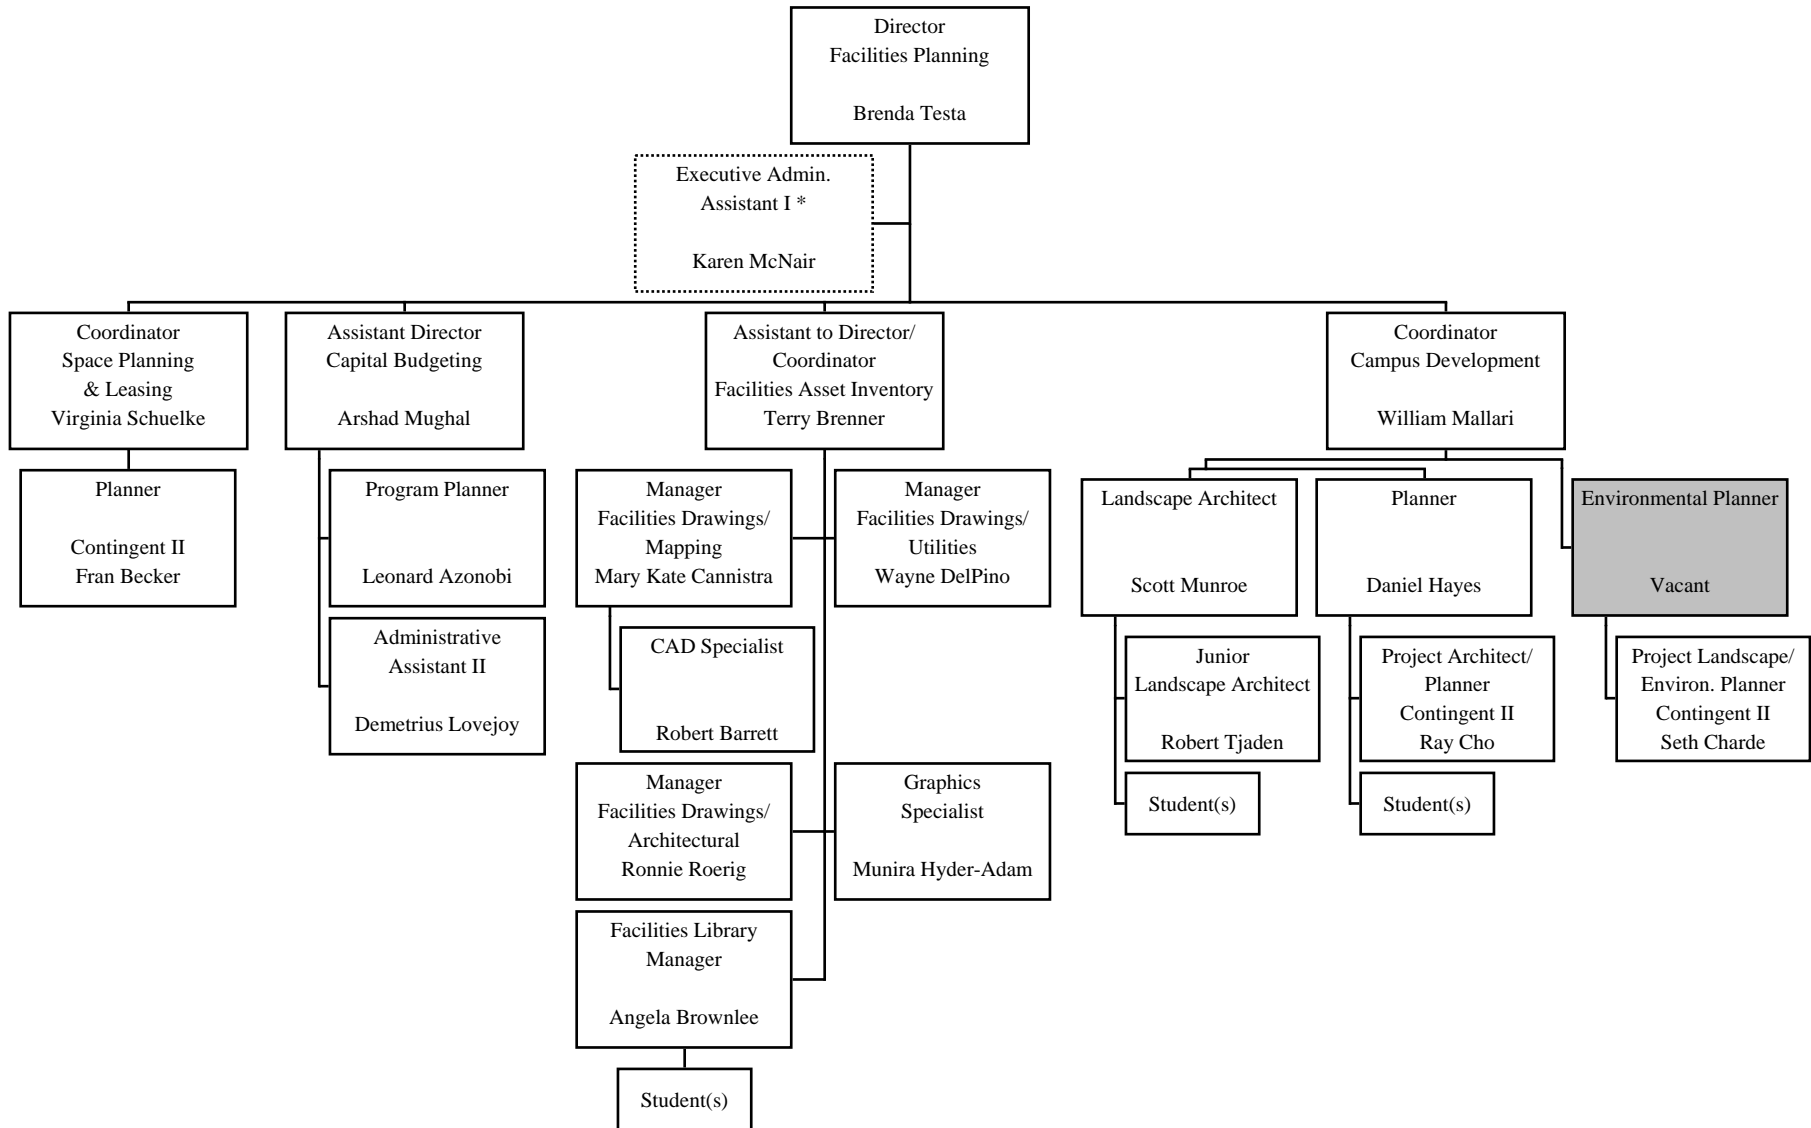 Director
Facilities Planning
Brenda Testa
Executive Admin.
Assistant I *
Karen McNair
Coordinator
Space Planning
& Leasing
Virginia Schuelke
Assistant Director
Capital Budgeting
Arshad Mughal
Assistant to Director/
Coordinator
Facilities Asset Inventory
Terry Brenner
Coordinator
Campus Development
William Mallari
Planner
Contingent II
Fran Becker
Program Planner
Leonard Azonobi
Administrative
Assistant II
Demetrius Lovejoy
Manager
Facilities Drawings/
Mapping
Mary Kate Cannistra
Manager
Facilities Drawings/
Utilities
Wayne DelPino
CAD Specialist
Robert Barrett
Manager
Facilities Drawings/
Architectural
Ronnie Roerig
Graphics
Specialist
Munira Hyder-Adam
Facilities Library
Manager
Angela Brownlee
Student(s)
Landscape Architect
Scott Munroe
Junior
Landscape Architect
Robert Tjaden
Student(s)
Planner
Daniel Hayes
Project Architect/
Planner
Contingent II
Ray Cho
Student(s)
Environmental Planner
Vacant
Project Landscape/
Environ. Planner
Contingent II
Seth Charde